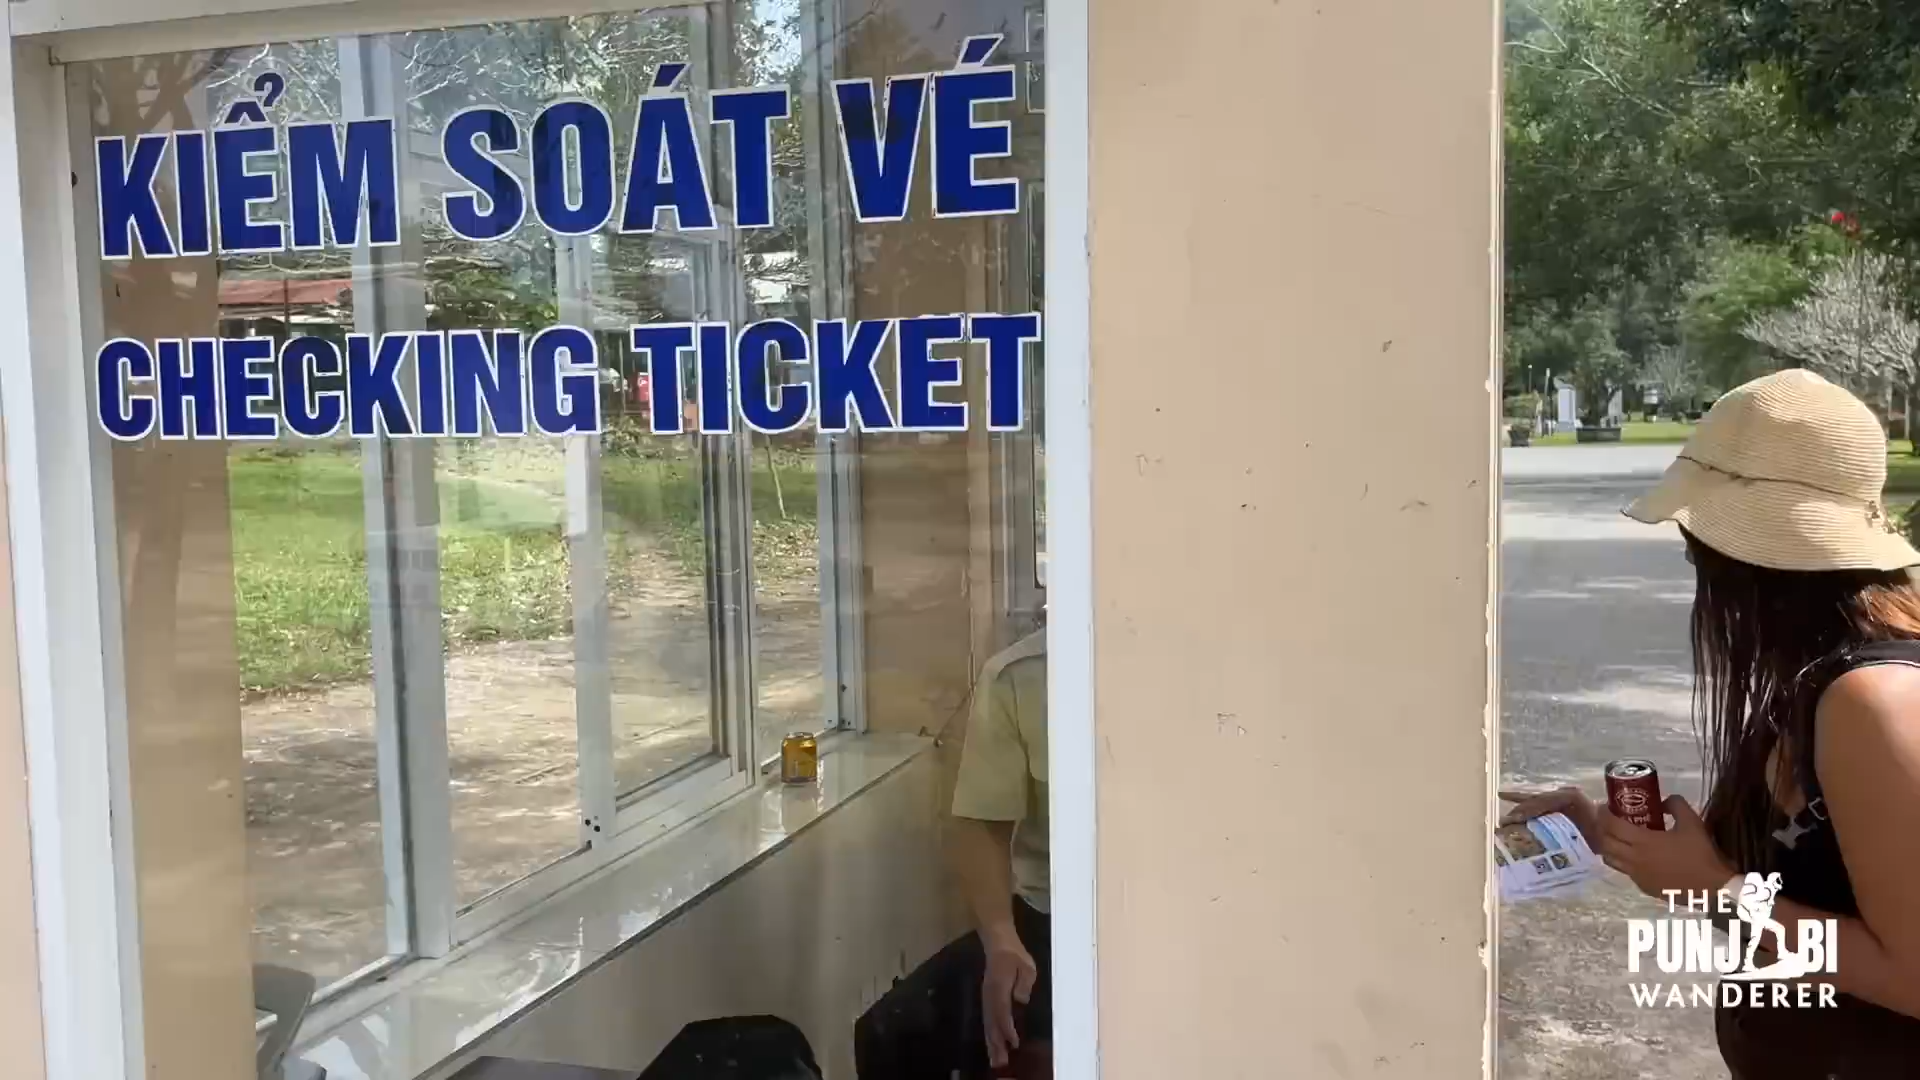 KIỂM SOÁT VÉ
CHECKING TICKET
THE
PUNJABI
WANDERER